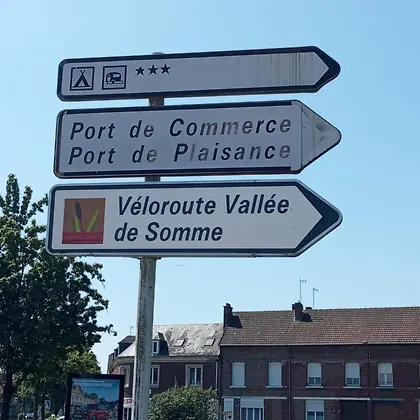 Port de Commerce
Port de Plaisance
Véloroute Vallée
de Somme